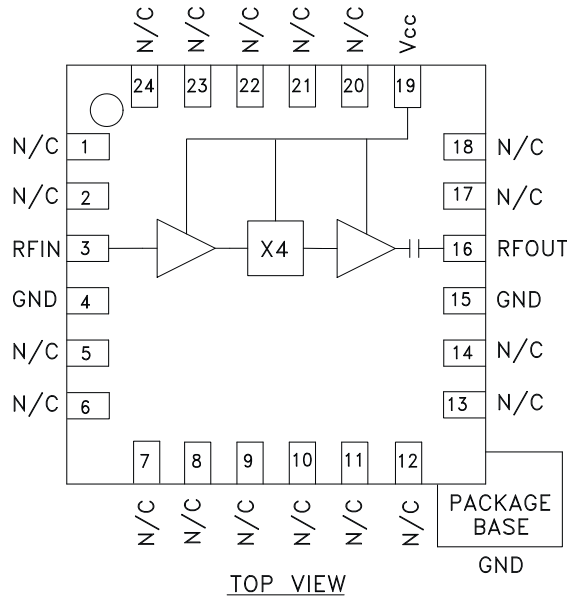 N/C N/C N/C N/C N/C Vcc
24 23 22 21 20 19
N/C 1 18 N/C
N/C 2 17 N/C
RFIN 3 X4 16 RFOUT
GND 4 15 GND
N/C 5 14 N/C
N/C 6 13 N/C
7 8 9 10 11 12
N/C N/C N/C N/C N/C N/C
PACKAGE
BASE
GND
TOP VIEW